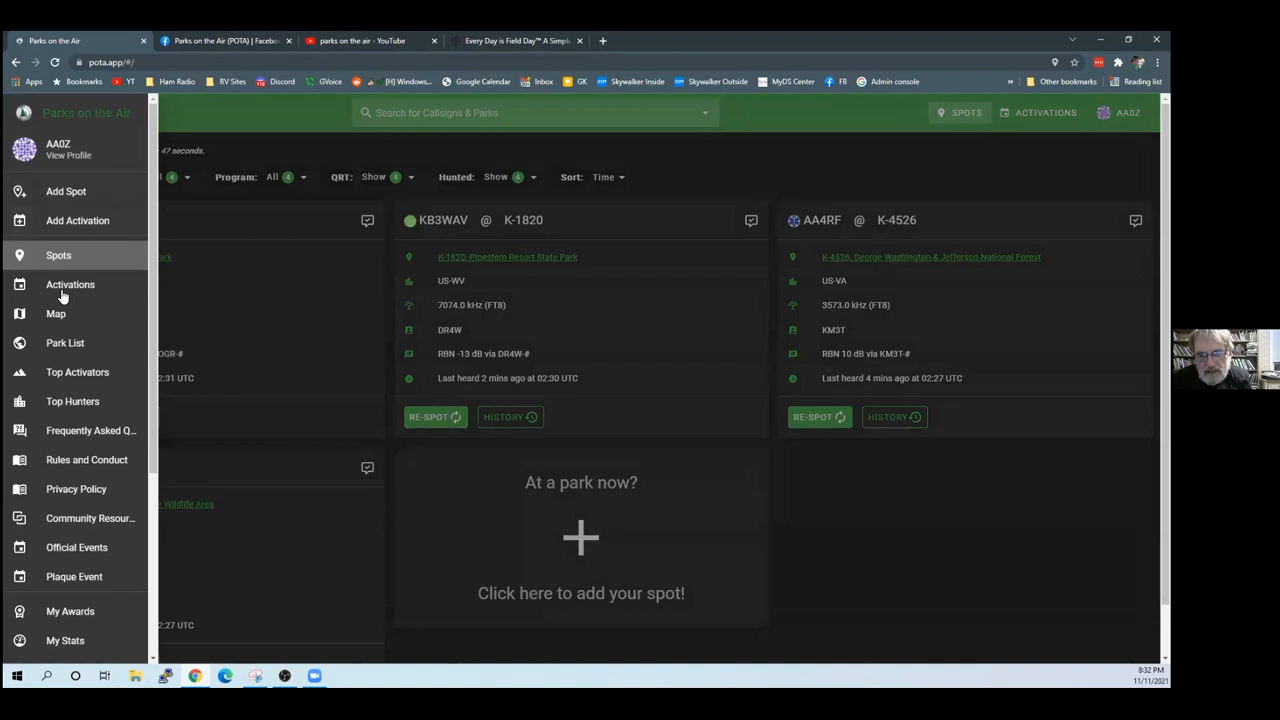 Parks on the Air
Parks on the Air (POTA) | Faceboo
parks on the air - YouTube
Every Day is Field Day™ A Simple
pota.app/#/
Apps
Bookmarks
YT
Ham Radio
RV Sites
Discord
GVoice
[H] Windows...
Google Calendar
Inbox
GK
Skywalker Inside
Skywalker Outside
MyDS Center
FB
Admin console
»
Other bookmarks
Reading list
Parks on the Air
Search for Callsigns & Parks
SPOTS
ACTIVATIONS
AA0Z
AA0Z
View Profile
47 seconds.
4
Program: All 4
QRT: Show 4
Hunted: Show 4
Sort: Time
Add Spot
Add Activation
Spots
Activations
Map
Park List
Top Activators
Top Hunters
Frequently Asked Q...
Rules and Conduct
Privacy Policy
Community Resour...
Official Events
Plaque Event
My Awards
My Stats
ark
OGR-#
2:31 UTC
KB3WAV @ K-1820
K-1820, Pipestem Resort State Park
US-WV
7074.0 kHz (FT8)
DR4W
RBN -13 dB via DR4W-#
Last heard 2 mins ago at 02:30 UTC
RE-SPOT
HISTORY
AA4RF @ K-4526
K-4526, George Washington & Jefferson National Forest
US-VA
3573.0 kHz (FT8)
KM3T
RBN 10 dB via KM3T-#
Last heard 4 mins ago at 02:27 UTC
RE-SPOT
HISTORY
e Wildlife Area
2:27 UTC
At a park now?
Click here to add your spot!
8:32 PM
11/11/2021